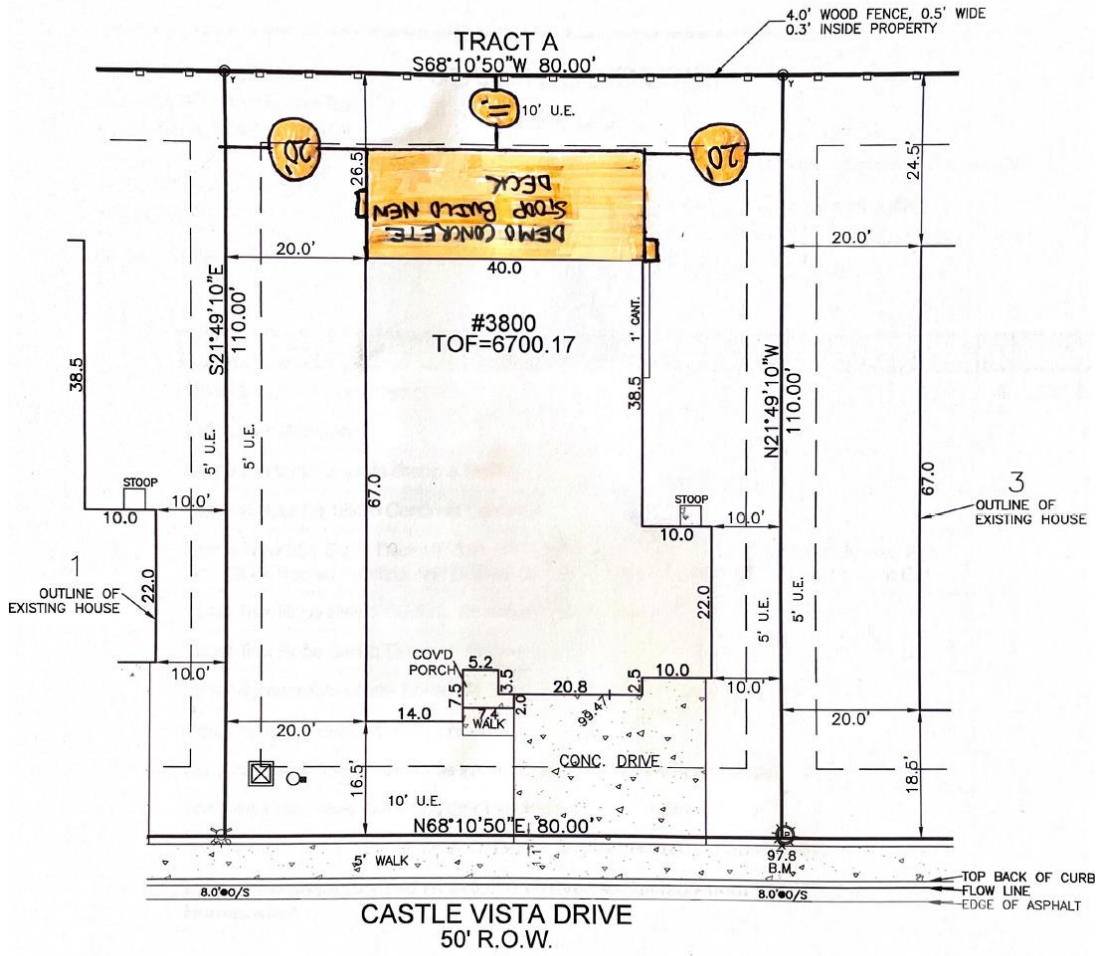 4.0' WOOD FENCE, 0.5' WIDE
0.3' INSIDE PROPERTY
TRACT A
S68°10'50"W 80.00'
Y
Y
11'
10' U.E.
20'
20'
26.5
24.5'
DEMO CONCRETE
STOOP BUILD NEW
DECK
20.0'
40.0
20.0'
#3800
TOF=6700.17
1' CANT.
S21°49'10"E
110.00'
N21°49'10"W
110.00'
38.5
38.5
5' U.E.
5' U.E.
67.0
67.0
STOOP
10.0'
10.0
STOOP
10.0'
10.0
3
OUTLINE OF
EXISTING HOUSE
1
OUTLINE OF
EXISTING HOUSE
22.0
22.0
5' U.E.
5' U.E.
COV'D
PORCH
5.2
3.5
7.5
10.0'
20.8
2.5
10.0
10.0'
14.0
7.4
2.0
WALK
99.47
20.0'
20.0'
16.5'
CONC. DRIVE
18.5'
10' U.E.
N68°10'50"E 80.00'
1.1
5' WALK
97.8
B.M.
TOP BACK OF CURB
FLOW LINE
EDGE OF ASPHALT
8.0' O/S
8.0' O/S
CASTLE VISTA DRIVE
50' R.O.W.